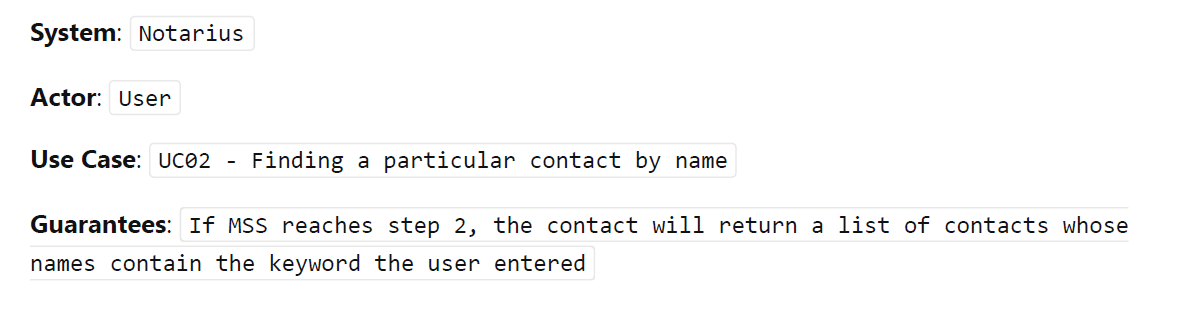 System: Notarius
Actor: User
Use Case: UC02 - Finding a particular contact by name
Guarantees: If MSS reaches step 2, the contact will return a list of contacts whose
names contain the keyword the user entered